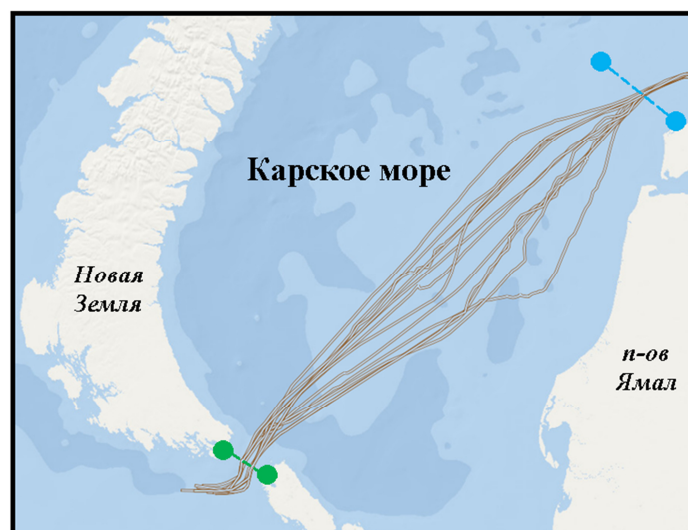 Карское море
Новая
Земля
п-ов
Ямал